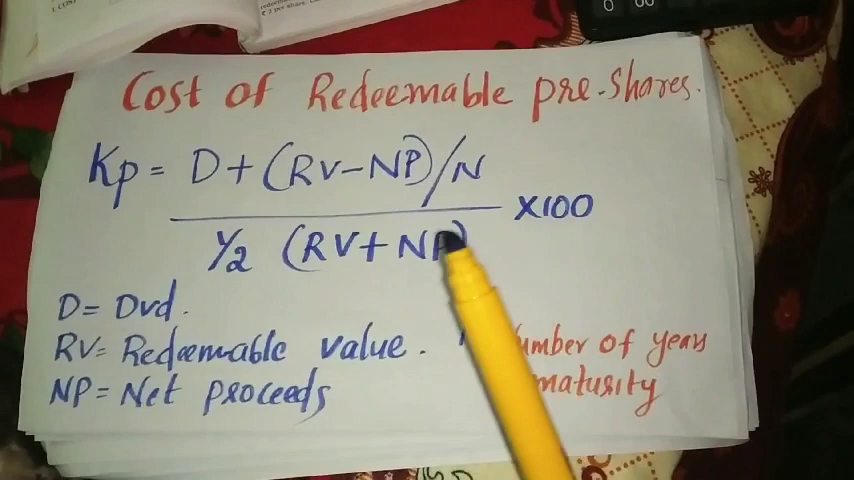 Cost of Redeemable pre-shares.
Kp = D+(RV-NP)/N
X100
1/2 (RV+NP)
D= Dvd.
RV= Redeemable value.
umber of years
NP= Net proceeds
maturity